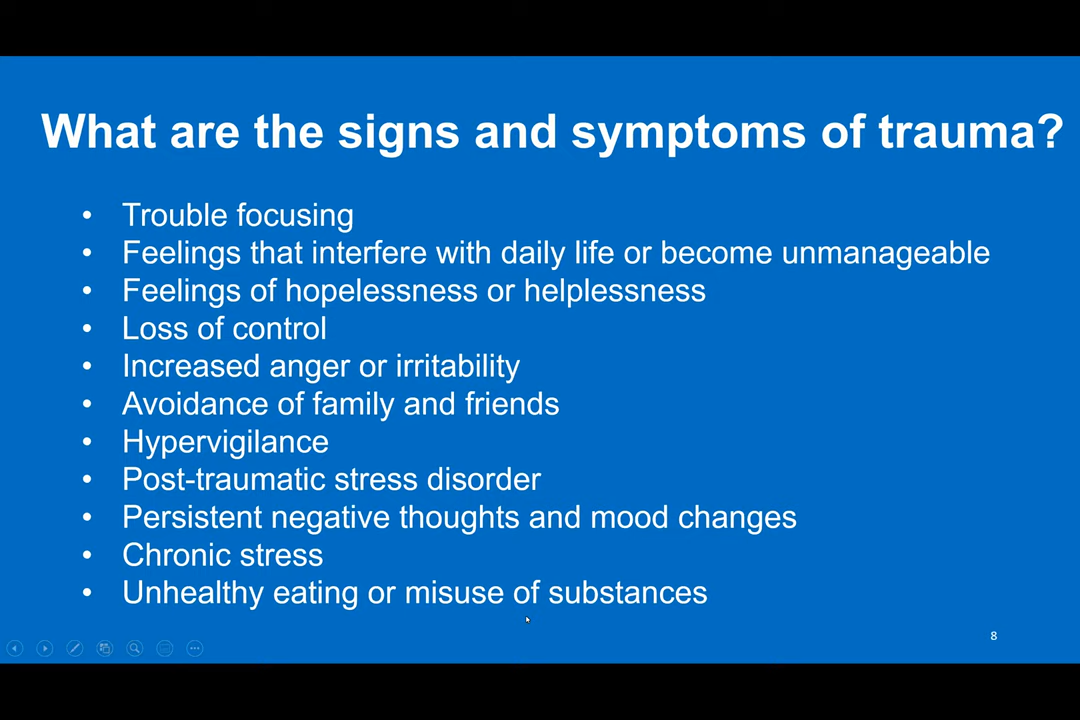 What are the signs and symptoms of trauma?
• Trouble focusing
• Feelings that interfere with daily life or become unmanageable
• Feelings of hopelessness or helplessness
• Loss of control
• Increased anger or irritability
• Avoidance of family and friends
• Hypervigilance
• Post-traumatic stress disorder
• Persistent negative thoughts and mood changes
• Chronic stress
• Unhealthy eating or misuse of substances
8